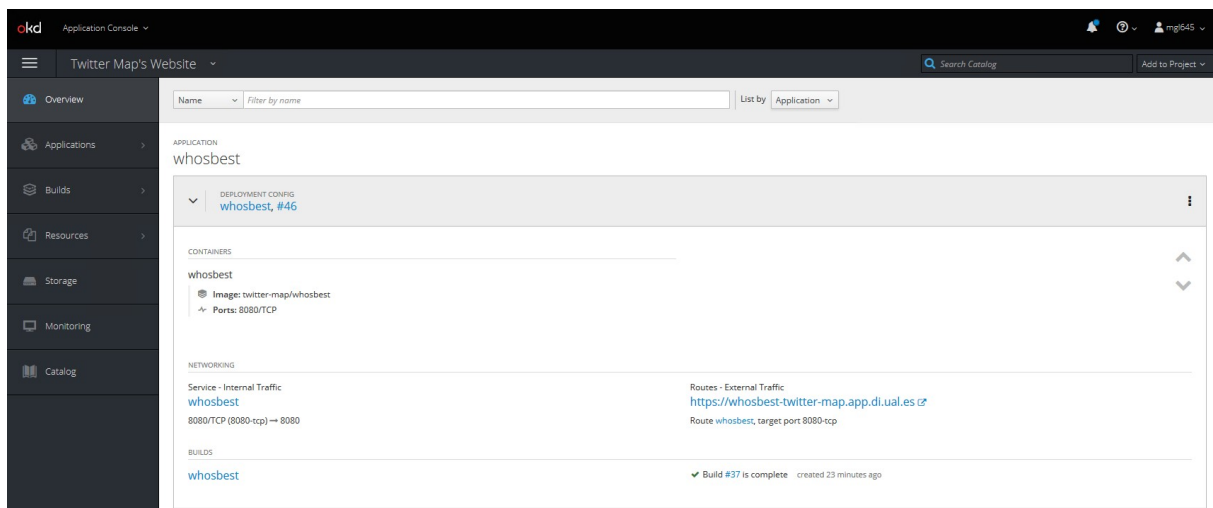 okd Application Console mgl645
Twitter Map's Website Search Catalog Add to Project
Overview
Name Filter by name List by Application
Applications
APPLICATION
whosbest
Builds
DEPLOYMENT CONFIG
whosbest, #46
Resources
CONTAINERS
whosbest
Storage
Image: twitter-map/whosbest
Ports: 8080/TCP
Monitoring
Catalog
NETWORKING
Service - Internal Traffic Routes - External Traffic
whosbest https://whosbest-twitter-map.app.di.ual.es
8080/TCP (8080-tcp) → 8080 Route whosbest, target port 8080-tcp
BUILDS
whosbest Build #37 is complete created 23 minutes ago